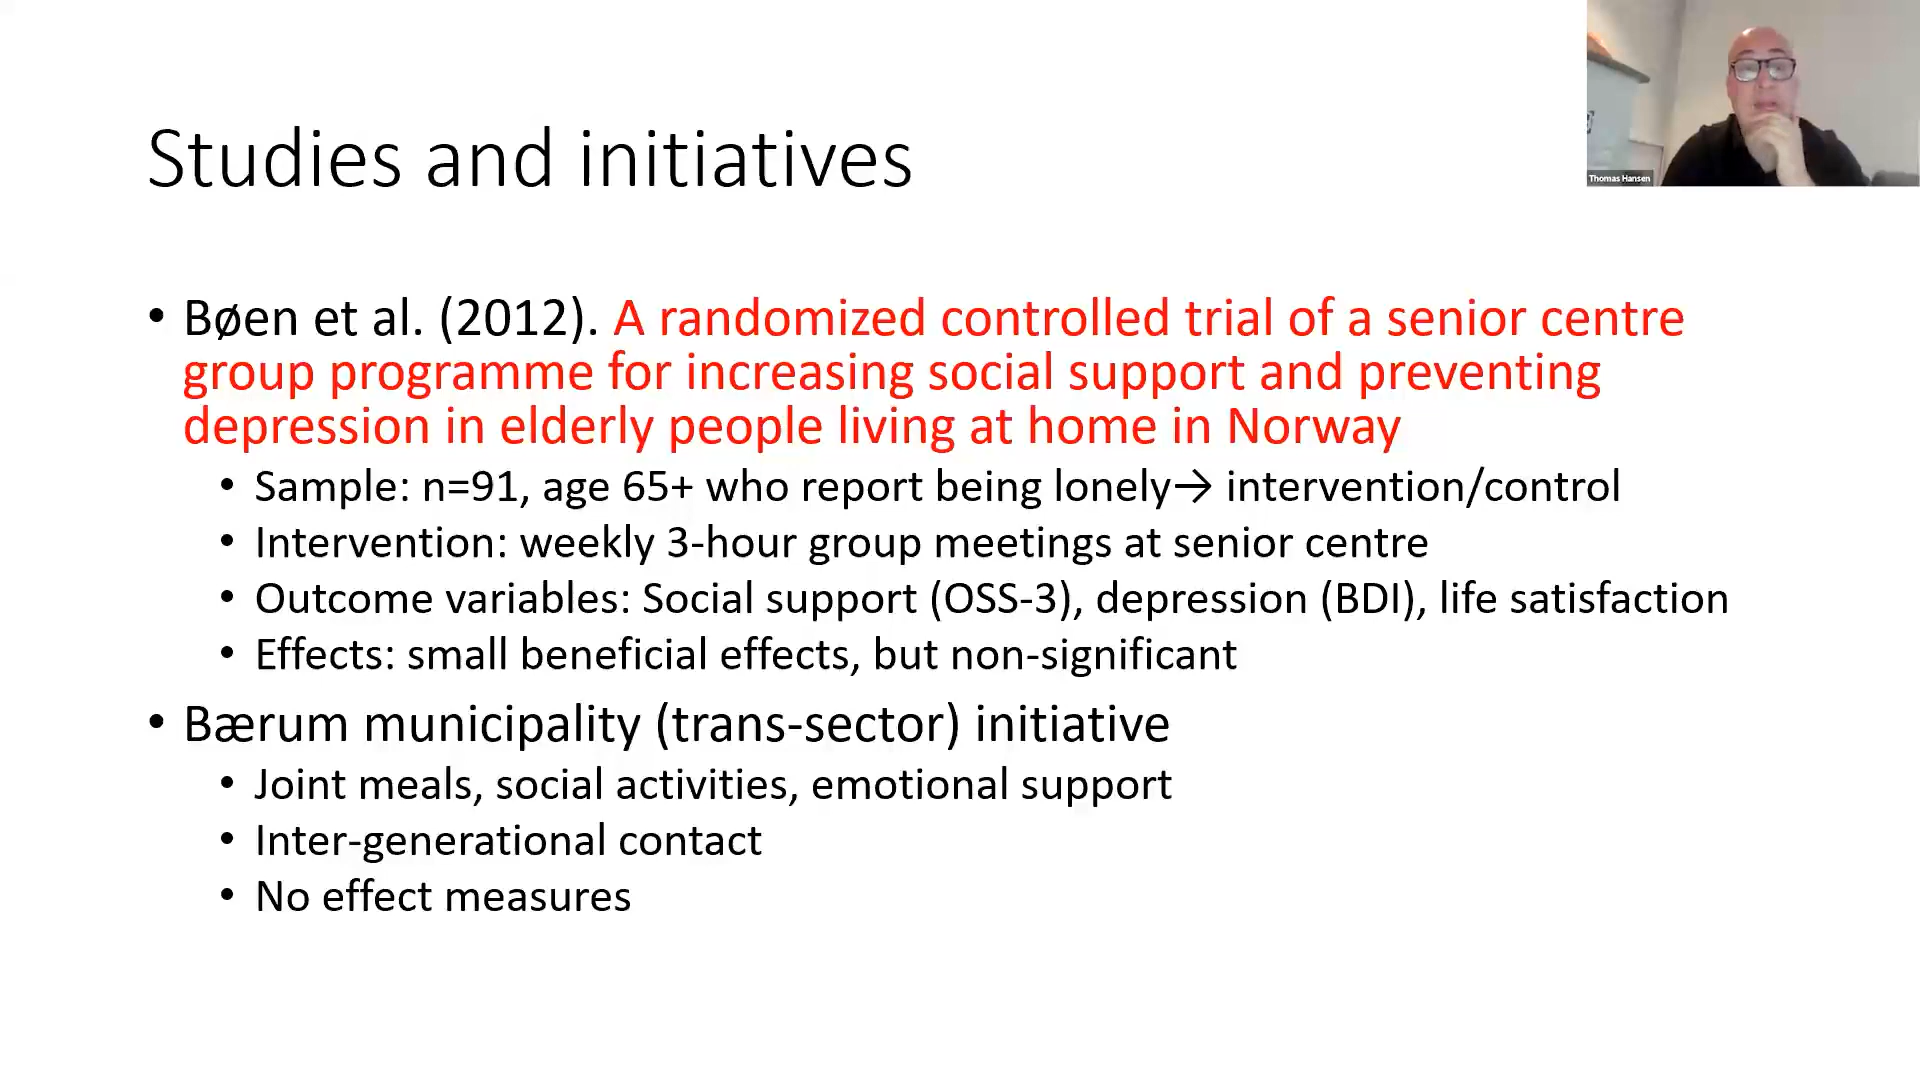 Thomas Hansen
Studies and initiatives
• Bøen et al. (2012). A randomized controlled trial of a senior centre
group programme for increasing social support and preventing
depression in elderly people living at home in Norway
• Sample: n=91, age 65+ who report being lonely→ intervention/control
• Intervention: weekly 3-hour group meetings at senior centre
• Outcome variables: Social support (OSS-3), depression (BDI), life satisfaction
• Effects: small beneficial effects, but non-significant
• Bærum municipality (trans-sector) initiative
• Joint meals, social activities, emotional support
• Inter-generational contact
• No effect measures